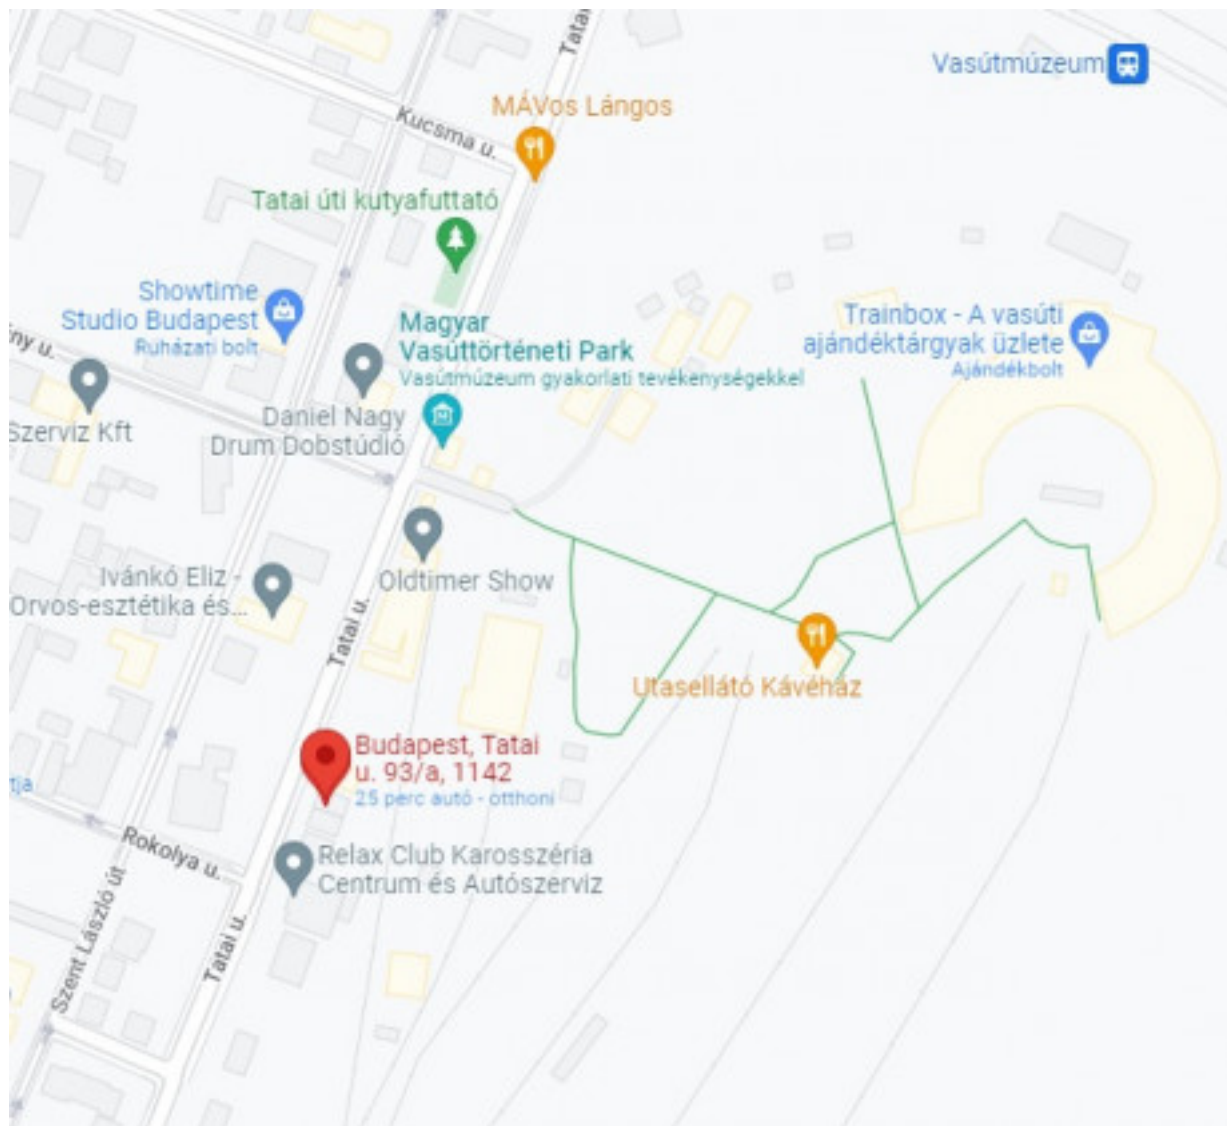 Tatai
Vasútmúzeum
MÁVos Lángos
Kucsma u.
Tatai úti kutyafuttató
Showtime
Studio Budapest
Ruházati bolt
Magyar
Vasúttörténeti Park
Vasútmúzeum gyakorlati tevékenységekkel
Trainbox - A vasúti
ajándéktárgyak üzlete
Ajándékbolt
ny u.
Szerviz Kft
Daniel Nagy
Drum Dobstúdió
Oldtimer Show
Ivánkó Eliz -
Orvos-esztétika és...
Tatai u.
Utasellátó Kávéház
Budapest, Tatai
u. 93/a, 1142
25 perc autó - otthoni
tja
Rokolya u.
Relax Club Karosszéria
Centrum és Autószerviz
Szent László út
Tatai u.